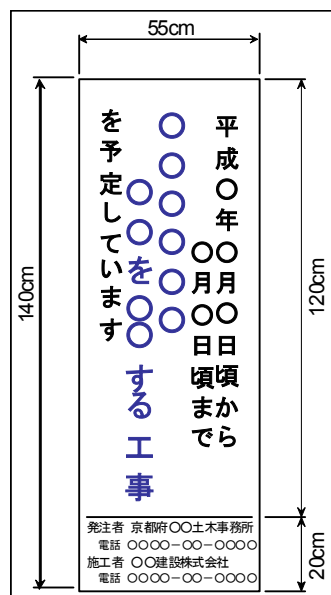 55cm
140cm
120cm
20cm
平成〇年〇月〇日頃から
〇月〇日頃まで
〇〇〇〇〇〇
〇〇を〇〇する工事
を予定しています
発注者 京都府〇〇土木事務所
電話 〇〇〇〇-〇〇-〇〇〇〇
施工者 〇〇建設株式会社
電話 〇〇〇〇-〇〇-〇〇〇〇